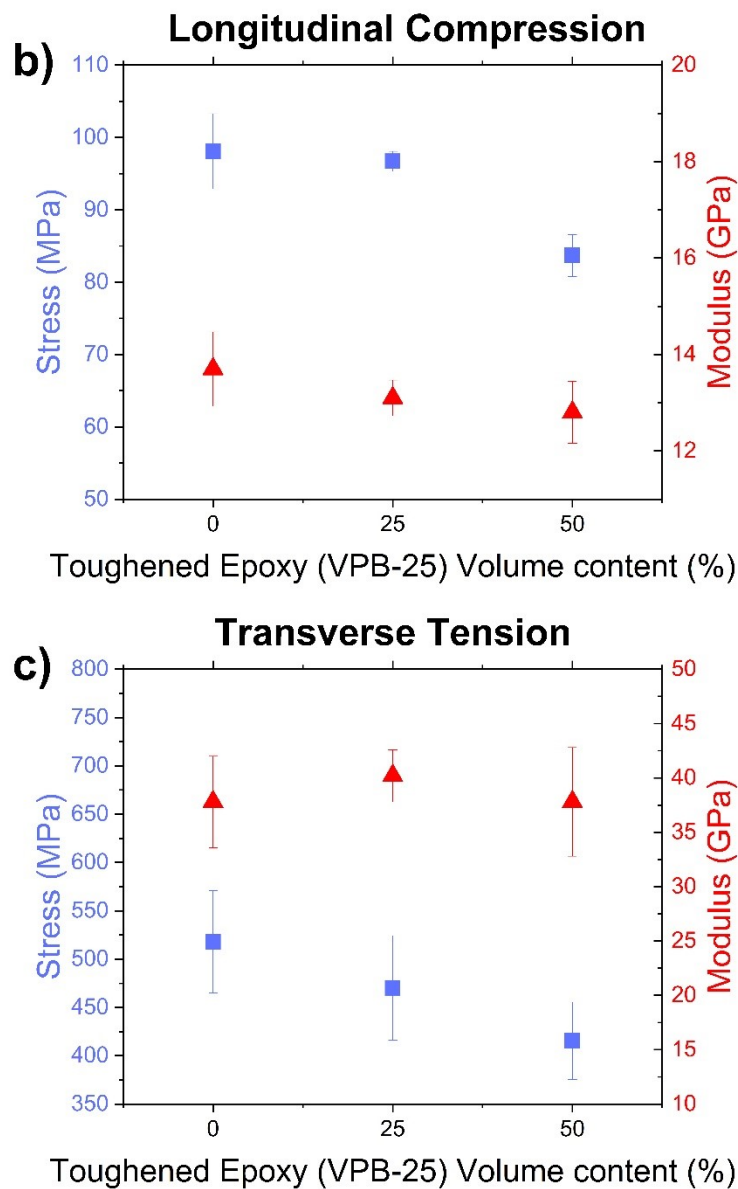 Longitudinal Compression
b)
110
100
90
80
70
60
50
Stress (MPa)
20
18
16
14
12
Modulus (GPa)
0 25 50
Toughened Epoxy (VPB-25) Volume content (%)
Transverse Tension
c)
800
750
700
650
600
550
500
450
400
350
Stress (MPa)
50
45
40
35
30
25
20
15
10
Modulus (GPa)
0 25 50
Toughened Epoxy (VPB-25) Volume content (%)